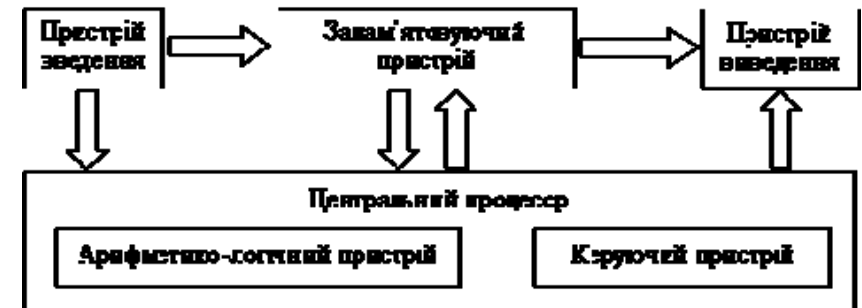 Пристрій
введення
Запам'ятовуючий
пристрій
Пристрій
виведення
Центральний процесор
Арифметико-логічний пристрій
Керуючий пристрій